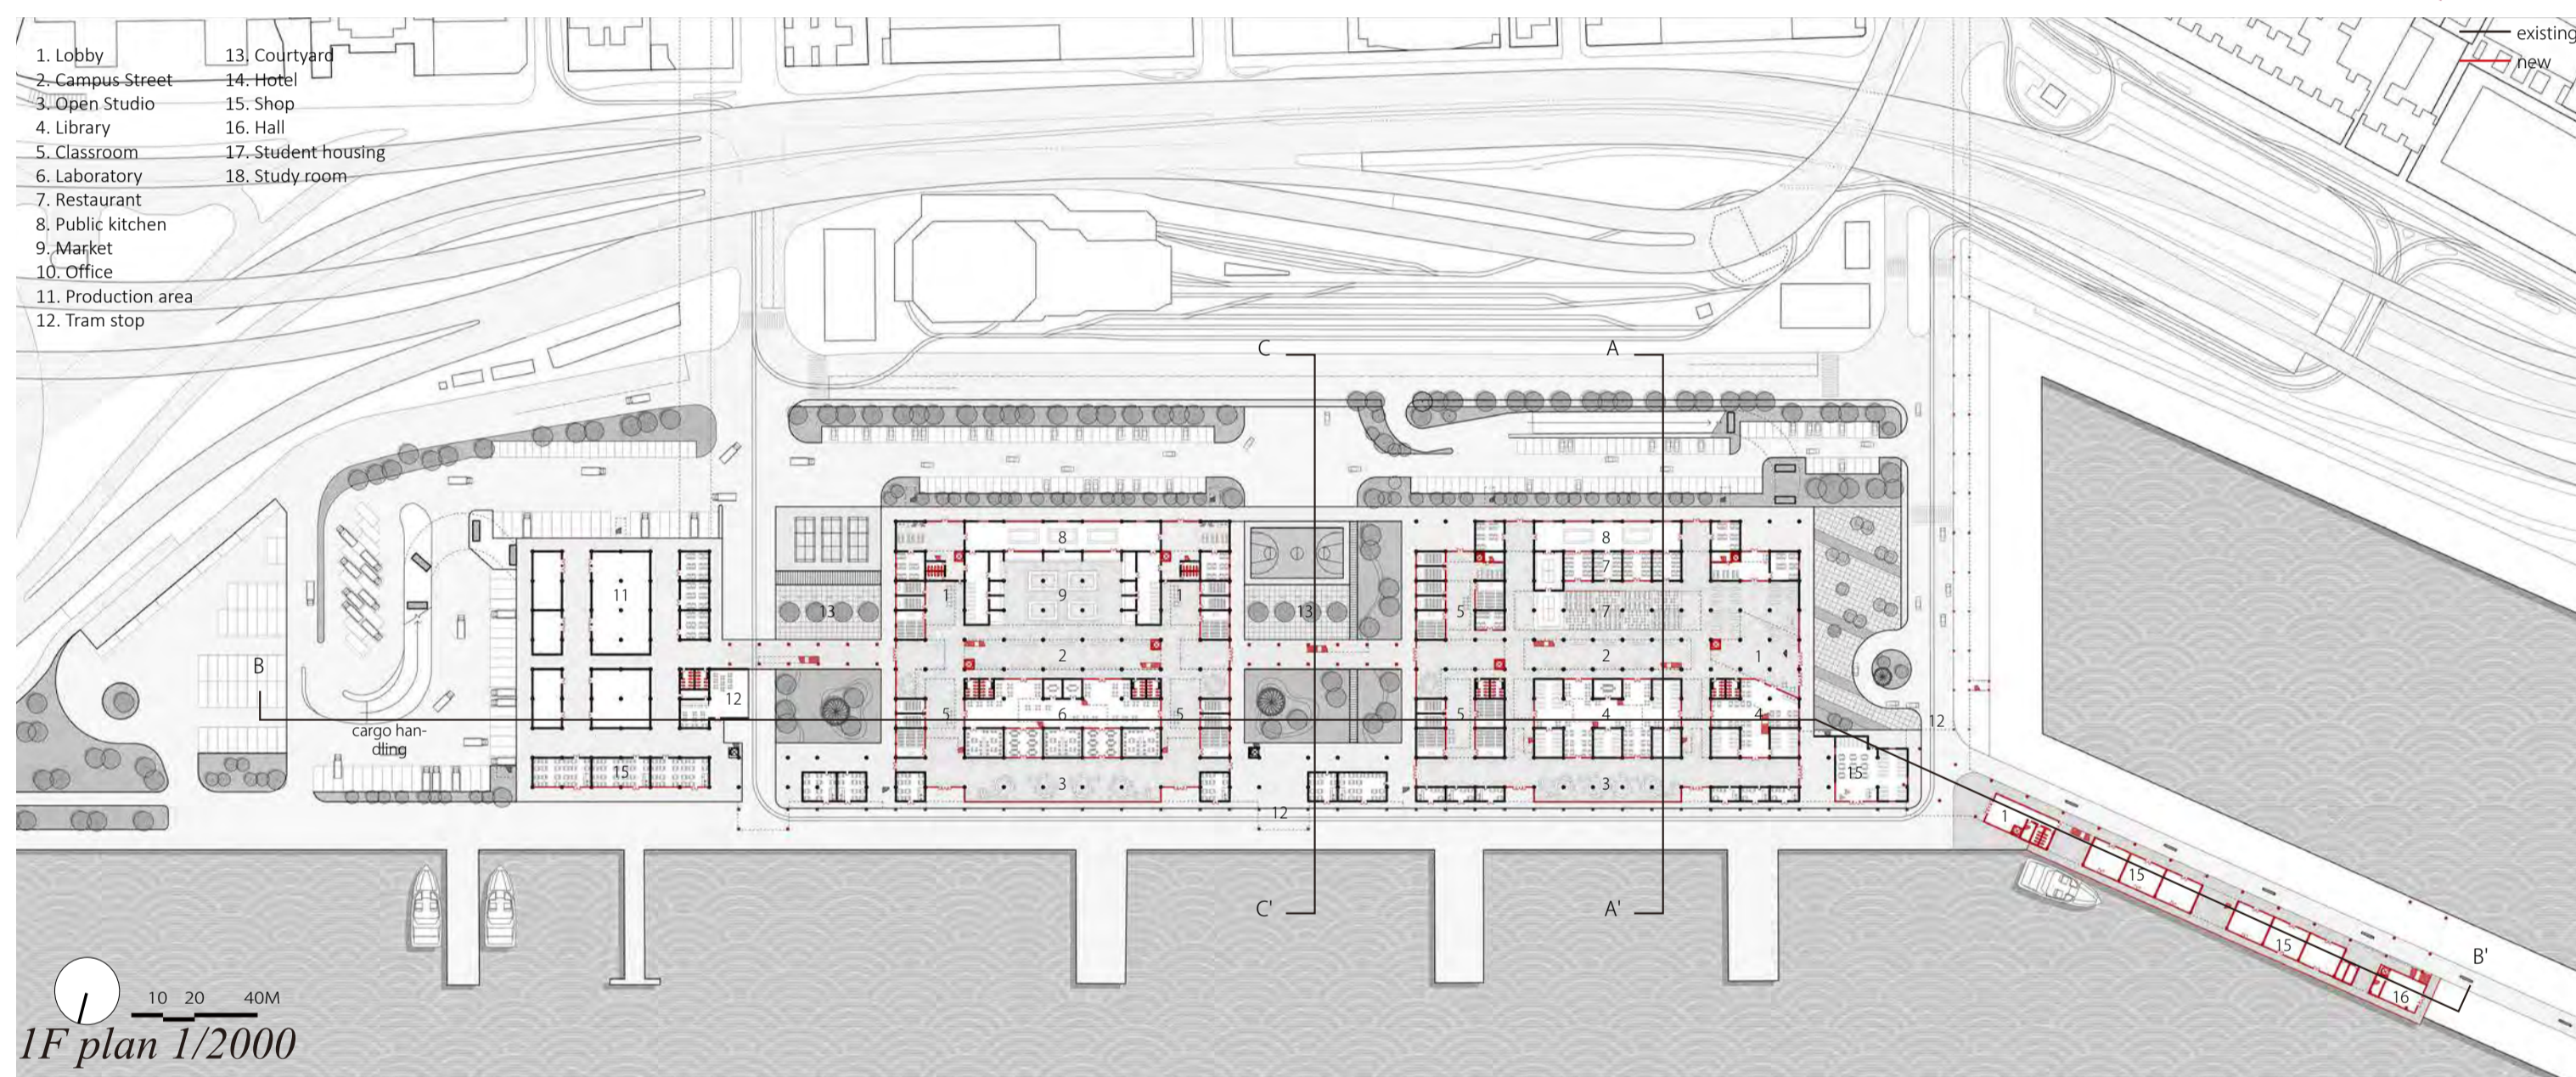 1. Lobby
2. Campus Street
3. Open Studio
4. Library
5. Classroom
6. Laboratory
7. Restaurant
8. Public kitchen
9. Market
10. Office
11. Production area
12. Tram stop
13. Courtyard
14. Hotel
15. Shop
16. Hall
17. Student housing
18. Study room
existing
new
C
A
8
8
7
11
1
9
1
13
13
5
7
2
2
1
B
12
5
6
5
5
4
4
12
cargo han-
dling
15
3
3
15
12
1
15
C'
A'
15
B'
16
10 20 40M
1F plan 1/2000